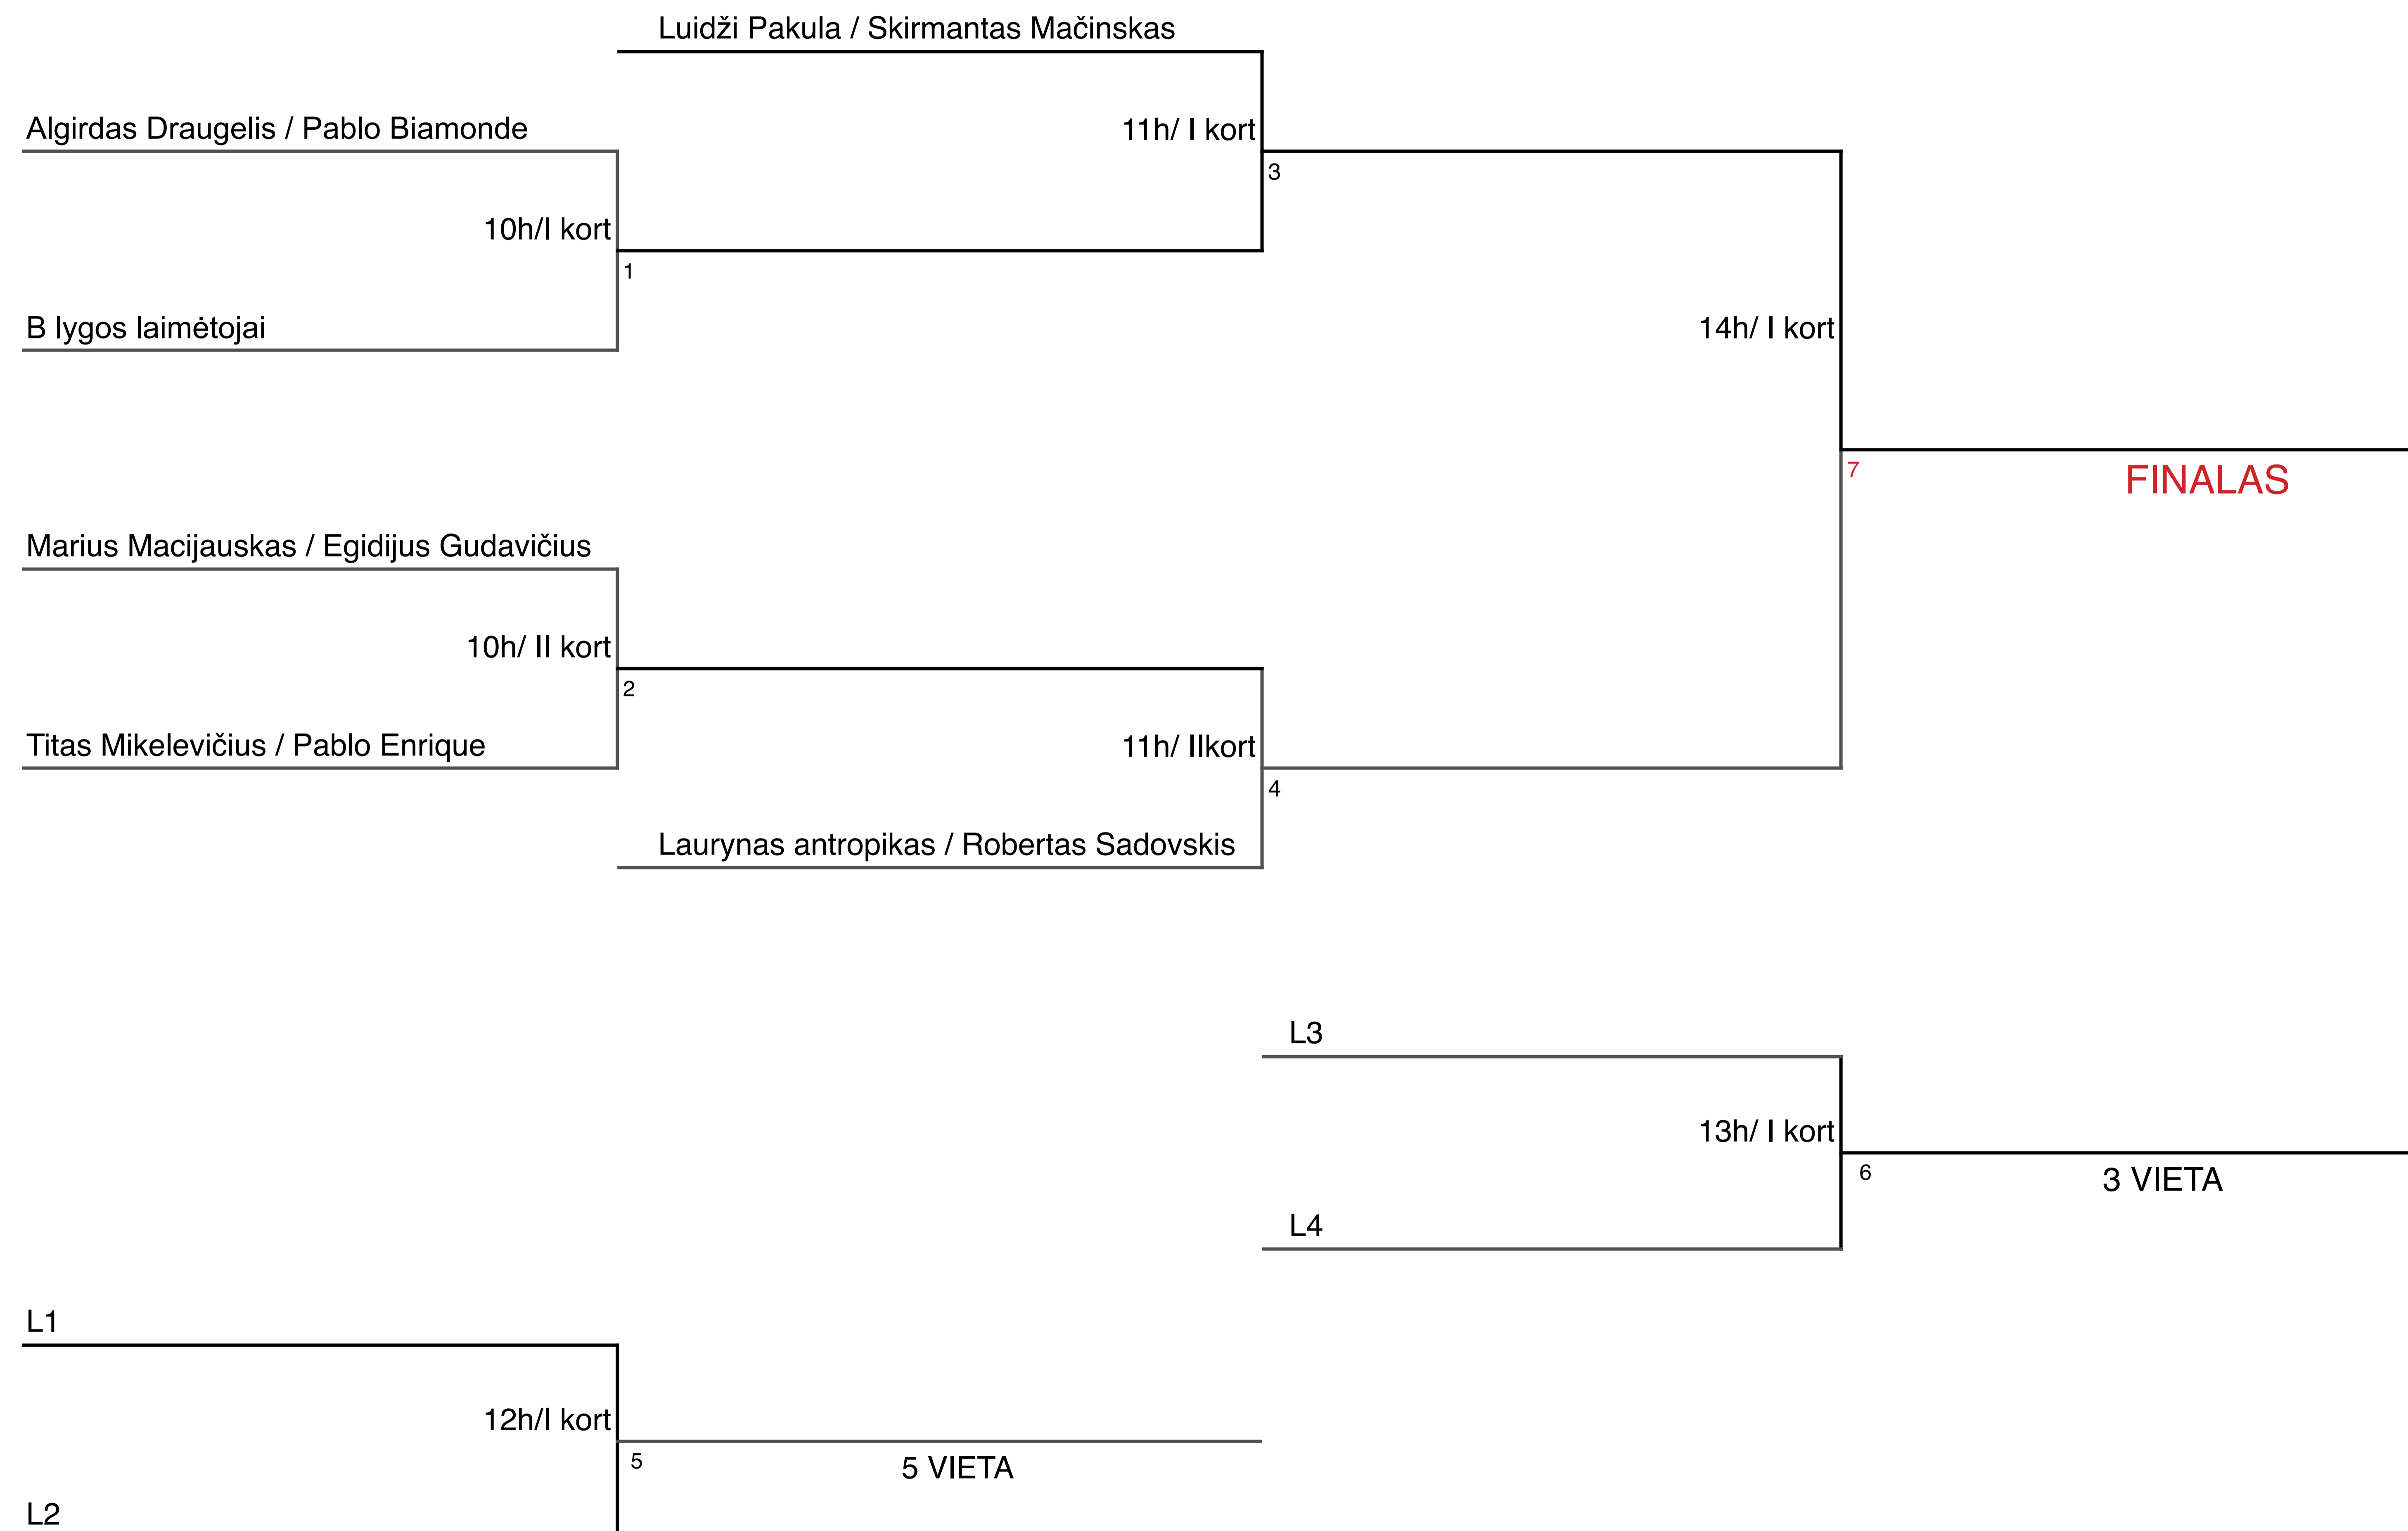 Luidži Pakula / Skirmantas Mačinskas
Algirdas Draugelis / Pablo Biamonde
11h/ I kort
3
10h/I kort
1
B lygos laimėtojai
14h/ I kort
7
FINALAS
Marius Macijauskas / Egidijus Gudavičius
10h/ II kort
2
Titas Mikelevičius / Pablo Enrique
11h/ IIkort
4
Laurynas antropikas / Robertas Sadovskis
L3
13h/ I kort
6
3 VIETA
L4
L1
12h/I kort
5
5 VIETA
L2